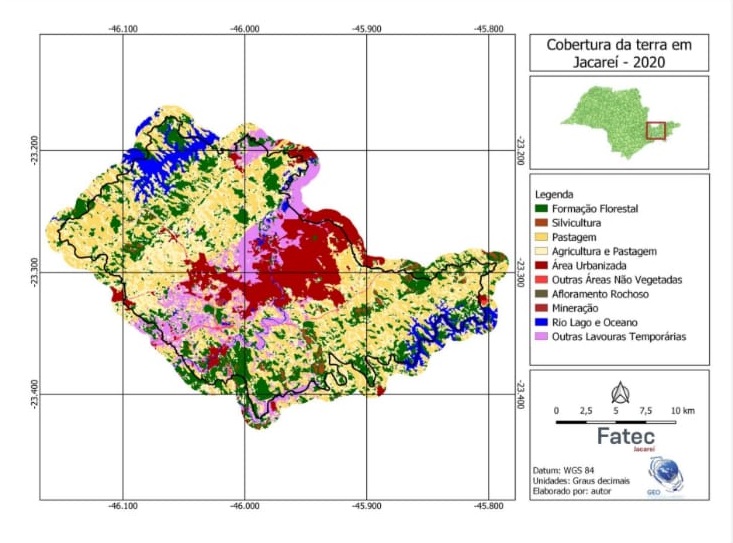 -46.100 -46.000 -45.900 -45.800
Cobertura da terra em
Jacareí - 2020
-23.200 -23.200
-23.300 -23.300
-23.400 -23.400
-46.100 -46.000 -45.900 -45.800
Legenda
Formação Florestal
Silvicultura
Pastagem
Agricultura e Pastagem
Área Urbanizada
Outras Áreas Não Vegetadas
Afloramento Rochoso
Mineração
Rio Lago e Oceano
Outras Lavouras Temporárias
0 2,5 5 7,5 10 km
Fatec
Jacareí
Datum: WGS 84
Unidades: Graus decimais
Elaborado por: autor
GEO